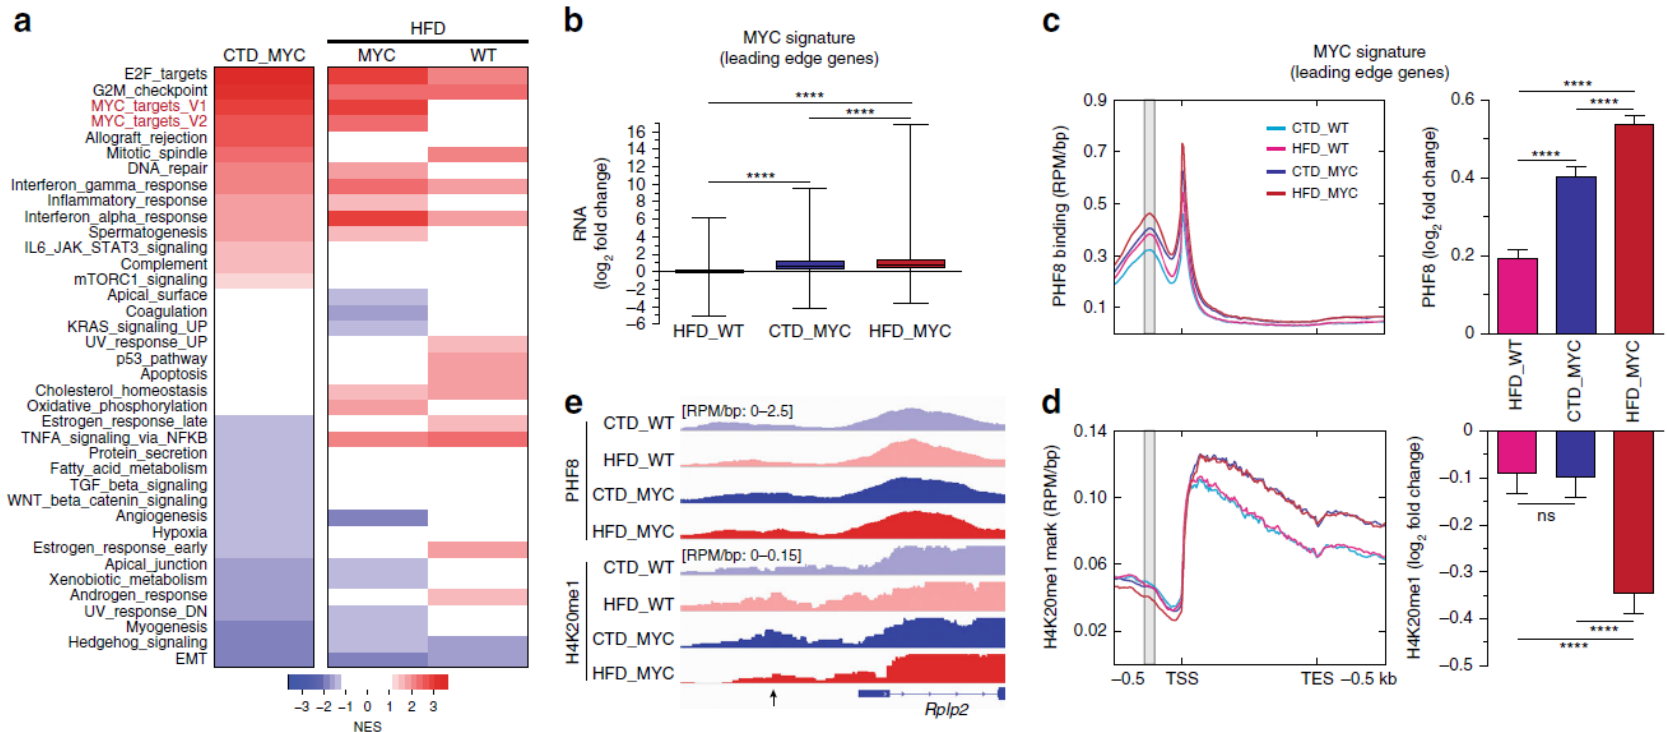 a
HFD
CTD_MYC
MYC
WT
E2F_targets
G2M_checkpoint
MYC_targets_V1
MYC_targets_V2
Allograft_rejection
Mitotic_spindle
DNA_repair
Interferon_gamma_response
Inflammatory_response
Interferon_alpha_response
Spermatogenesis
IL6_JAK_STAT3_signaling
Complement
mTORC1_signaling
Apical_surface
Coagulation
KRAS_signaling_UP
UV_response_UP
p53_pathway
Apoptosis
Cholesterol_homeostasis
Oxidative_phosphorylation
Estrogen_response_late
TNFA_signaling_via_NFKB
Protein_secretion
Fatty_acid_metabolism
TGF_beta_signaling
WNT_beta_catenin_signaling
Angiogenesis
Hypoxia
Estrogen_response_early
Apical_junction
Xenobiotic_metabolism
Androgen_response
UV_response_DN
Myogenesis
Hedgehog_signaling
EMT
−3 −2 −1 0 1 2 3
NES
b
MYC signature
(leading edge genes)
****
****
****
RNA
(log2 fold change)
16
14
12
10
8
6
4
2
0
−2
−4
−6
HFD_WT
CTD_MYC
HFD_MYC
c
MYC signature
(leading edge genes)
PHF8 binding (RPM/bp)
0.9
0.7
0.5
0.3
0.1
CTD_WT
HFD_WT
CTD_MYC
HFD_MYC
PHF8 (log2 fold change)
0.6
0.4
0.2
0
****
****
****
HFD_WT
CTD_MYC
HFD_MYC
d
H4K20me1 mark (RPM/bp)
0.14
0.10
0.06
0.02
−0.5
TSS
TES
−0.5 kb
H4K20me1 (log2 fold change)
0
−0.1
−0.2
−0.3
−0.4
−0.5
ns
****
****
e
PHF8
[RPM/bp: 0–2.5]
CTD_WT
HFD_WT
CTD_MYC
HFD_MYC
H4K20me1
[RPM/bp: 0–0.15]
CTD_WT
HFD_WT
CTD_MYC
HFD_MYC
Rplp2